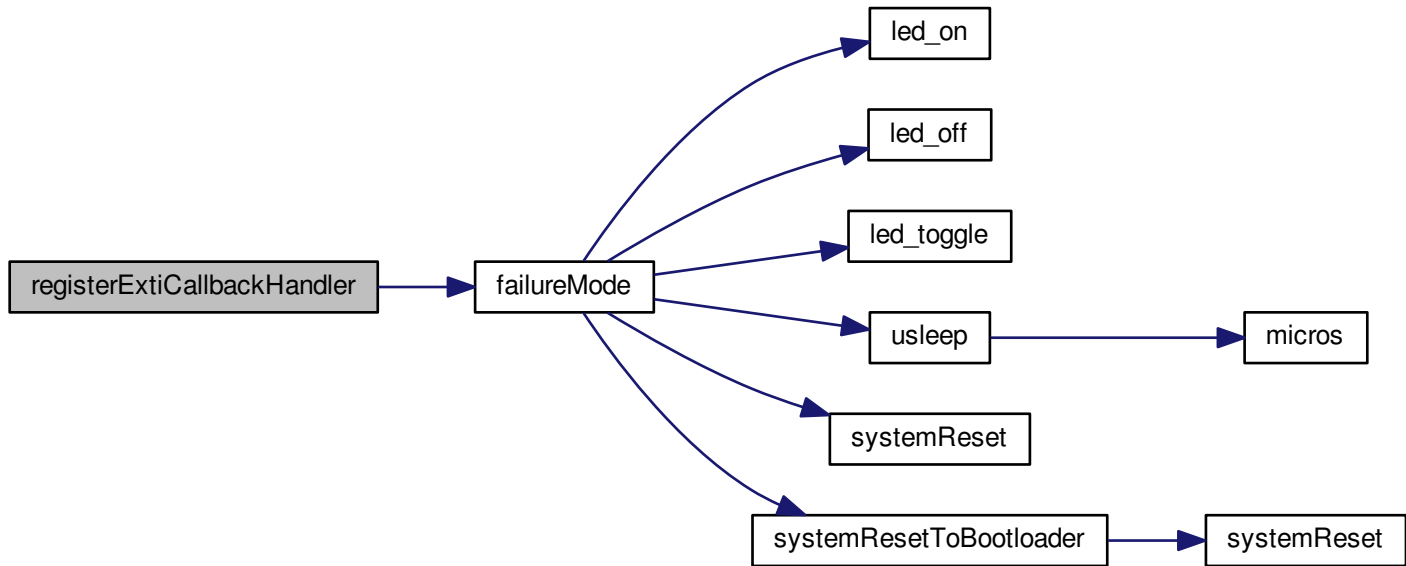 led_on
led_off
led_toggle
registerExtiCallbackHandler
failureMode
usleep
micros
systemReset
systemResetToBootloader
systemReset